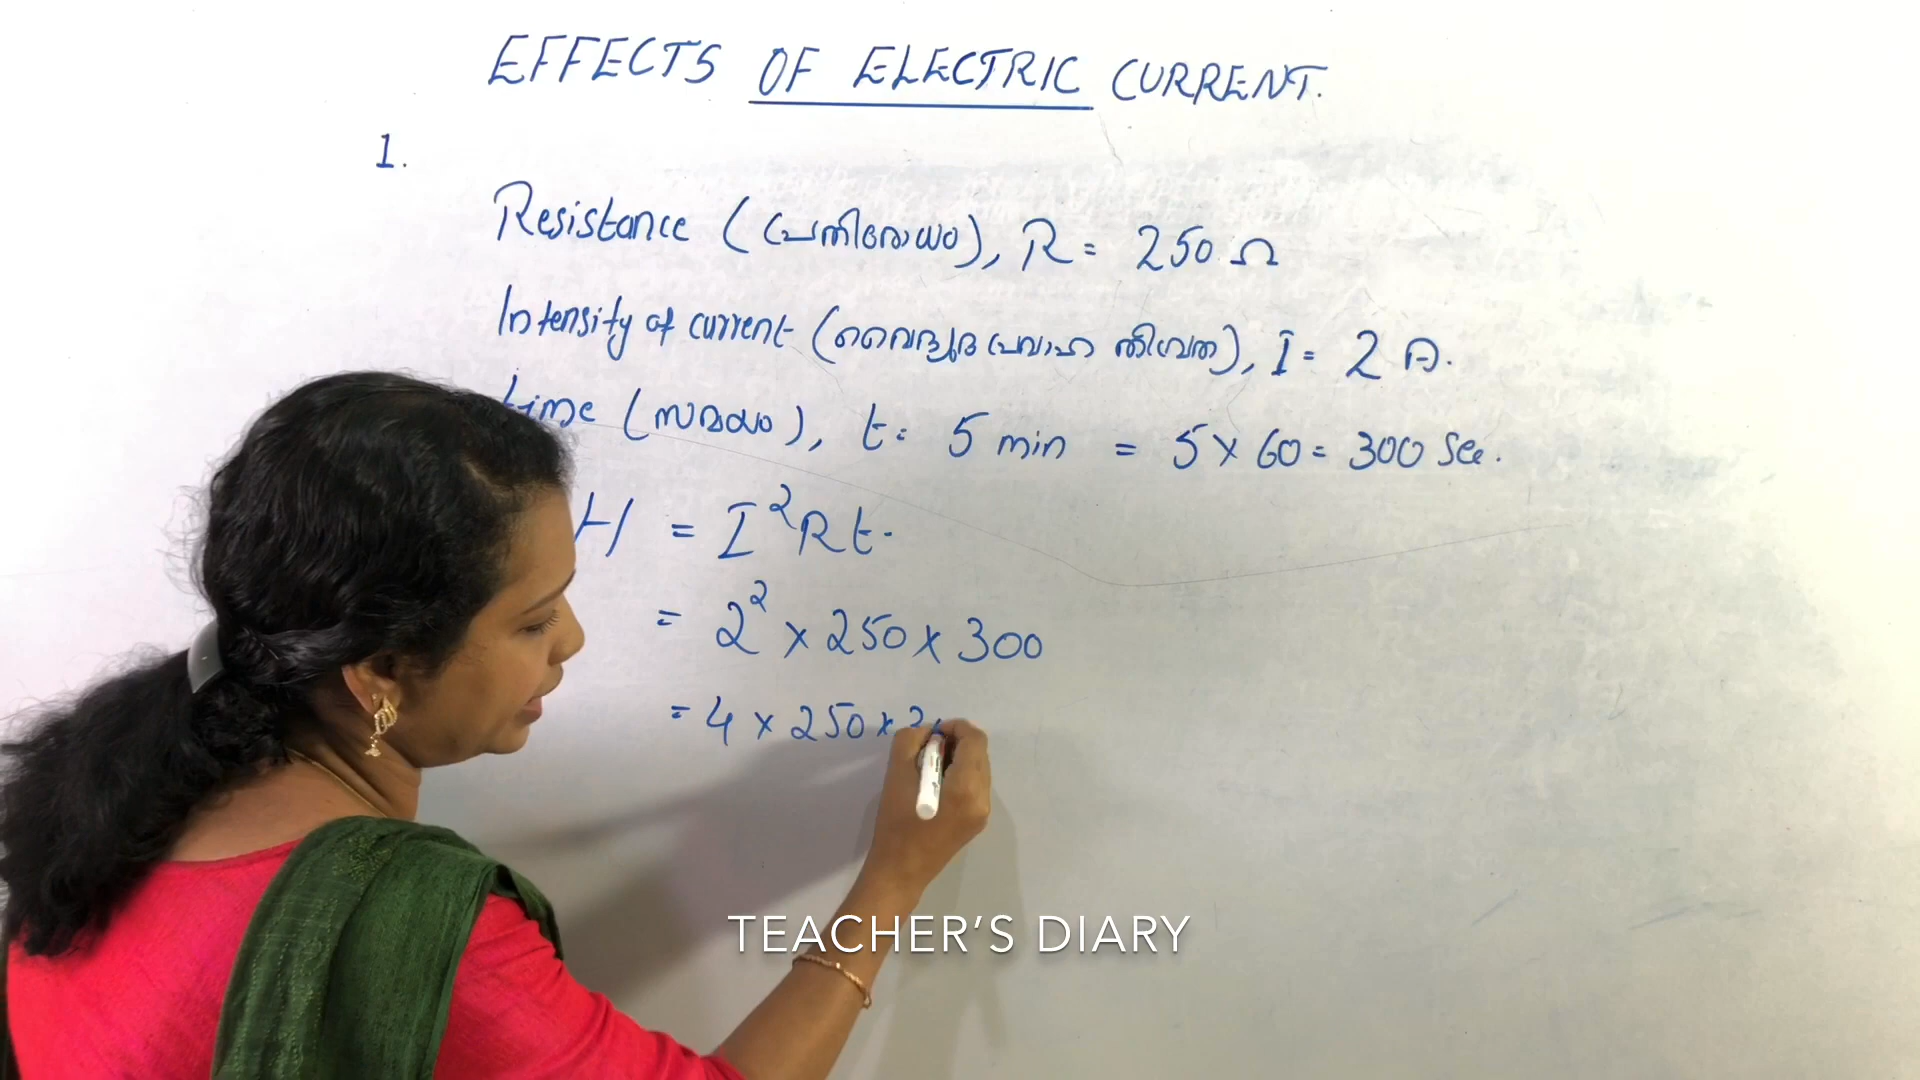 EFFECTS OF ELECTRIC CURRENT.
1.
Resistance (പ്രതിരോധം), R = 250 Ω
Intensity of current (വൈദ്യുത പ്രവാഹ തീവ്രത), I = 2 A.
time (സമയം), t = 5 min = 5 × 60 = 300 Sec.
H = I²Rt.
= 2² × 250 × 300
= 4 × 250 ×
TEACHER'S DIARY